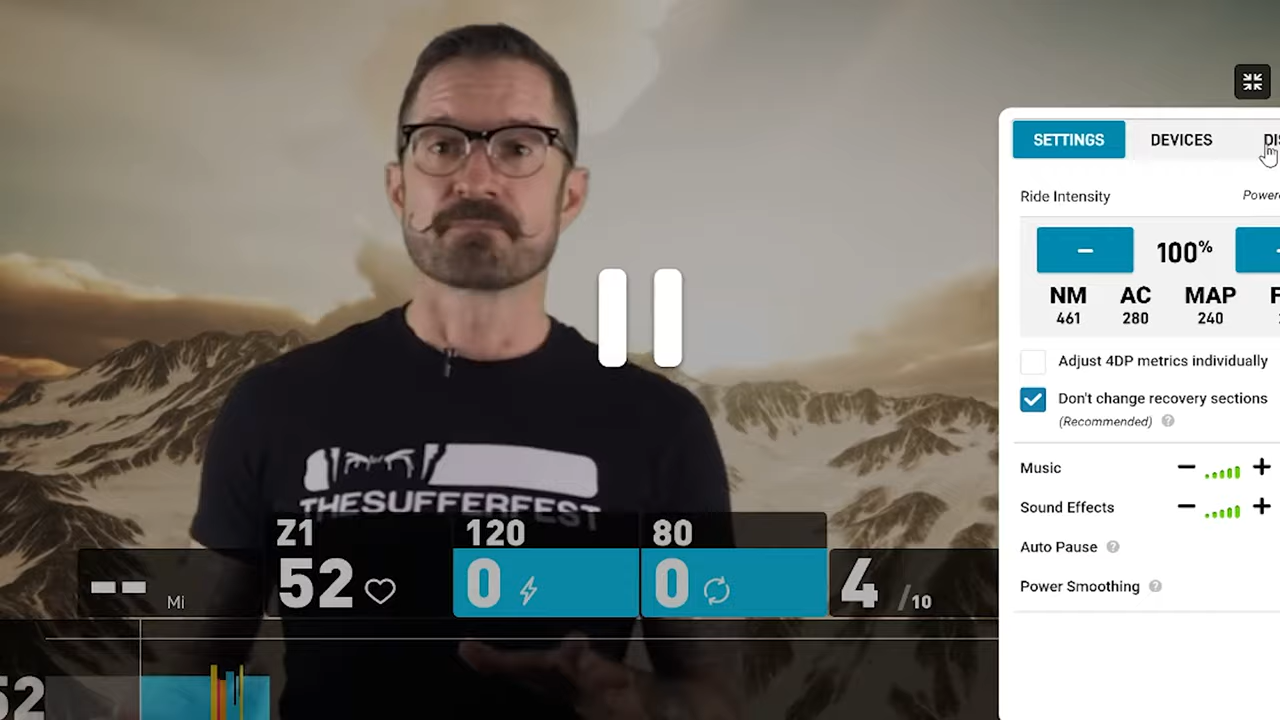 SETTINGS DEVICES
Ride Intensity
100%
NM AC MAP
461 280 240
Adjust 4DP metrics individually
Don't change recovery sections
(Recommended)
Music
Sound Effects
Auto Pause
Power Smoothing
THESUFFERFEST
Z1 120 80
-- Mi 52 0 0 4 /10
52